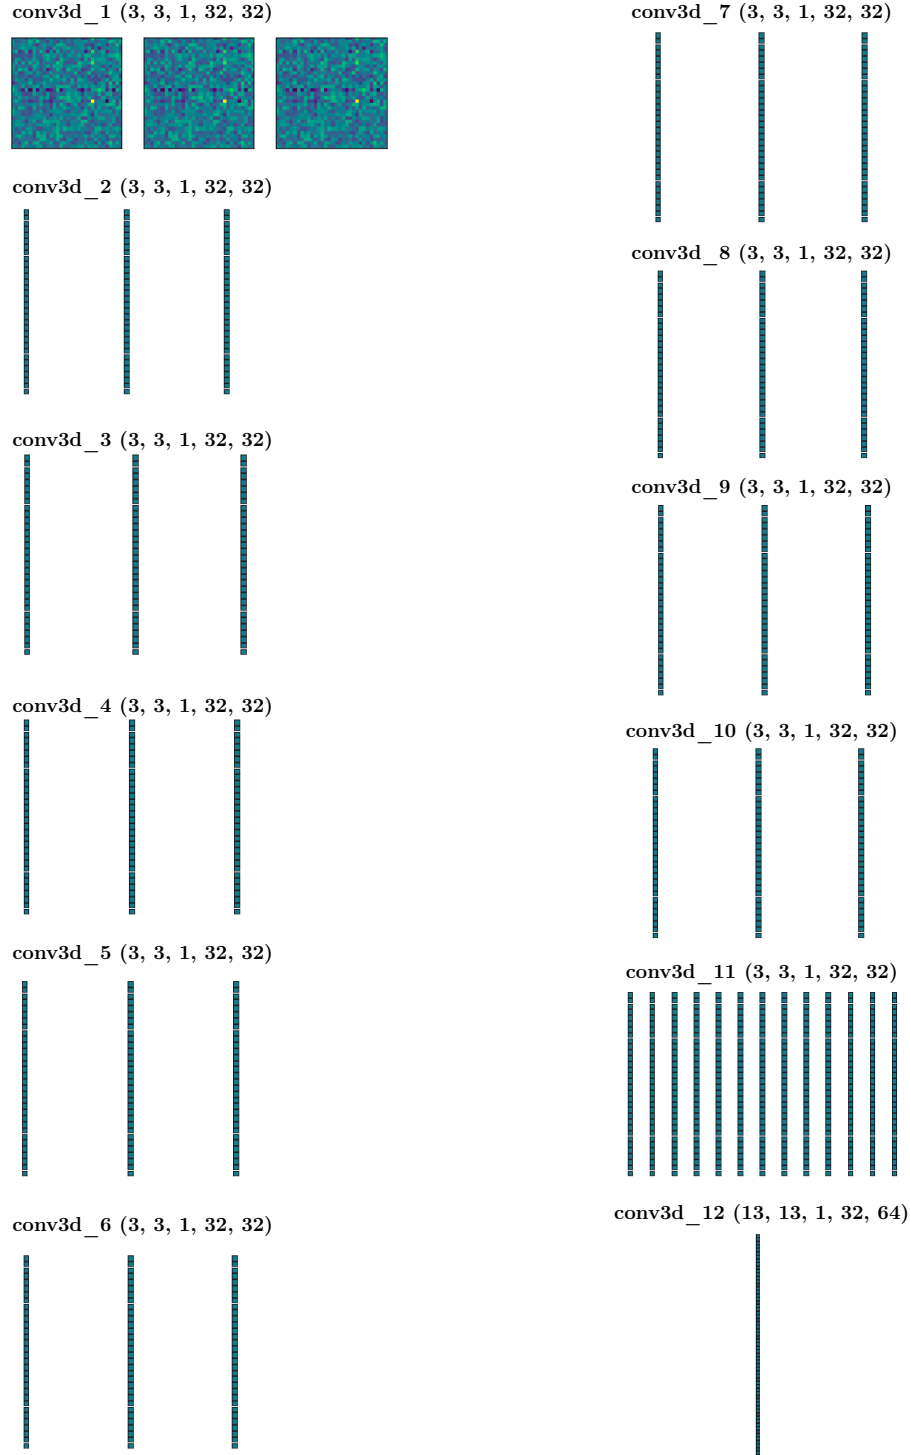 conv3d_1 (3, 3, 1, 32, 32)
conv3d_2 (3, 3, 1, 32, 32)
conv3d_3 (3, 3, 1, 32, 32)
conv3d_4 (3, 3, 1, 32, 32)
conv3d_5 (3, 3, 1, 32, 32)
conv3d_6 (3, 3, 1, 32, 32)
conv3d_7 (3, 3, 1, 32, 32)
conv3d_8 (3, 3, 1, 32, 32)
conv3d_9 (3, 3, 1, 32, 32)
conv3d_10 (3, 3, 1, 32, 32)
conv3d_11 (3, 3, 1, 32, 32)
conv3d_12 (13, 13, 1, 32, 64)